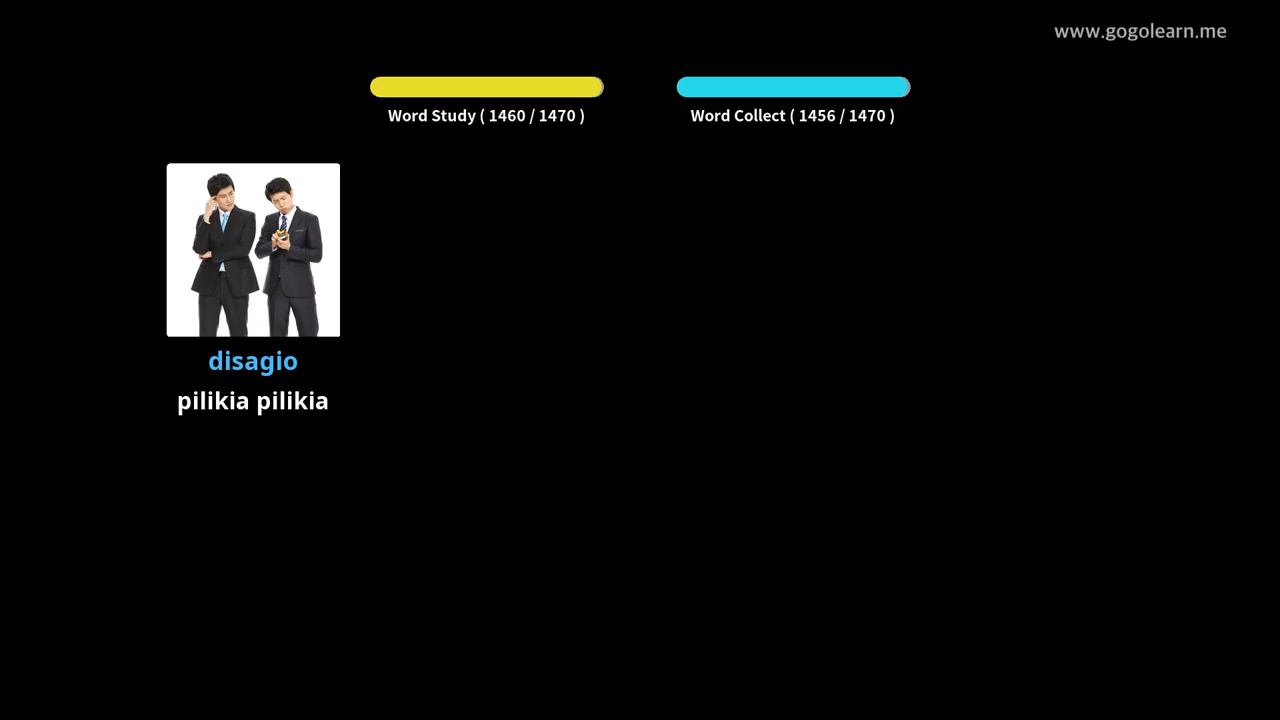 www.gogolearn.me
Word Study ( 1460 / 1470 )
Word Collect ( 1456 / 1470 )
disagio
pilikia pilikia